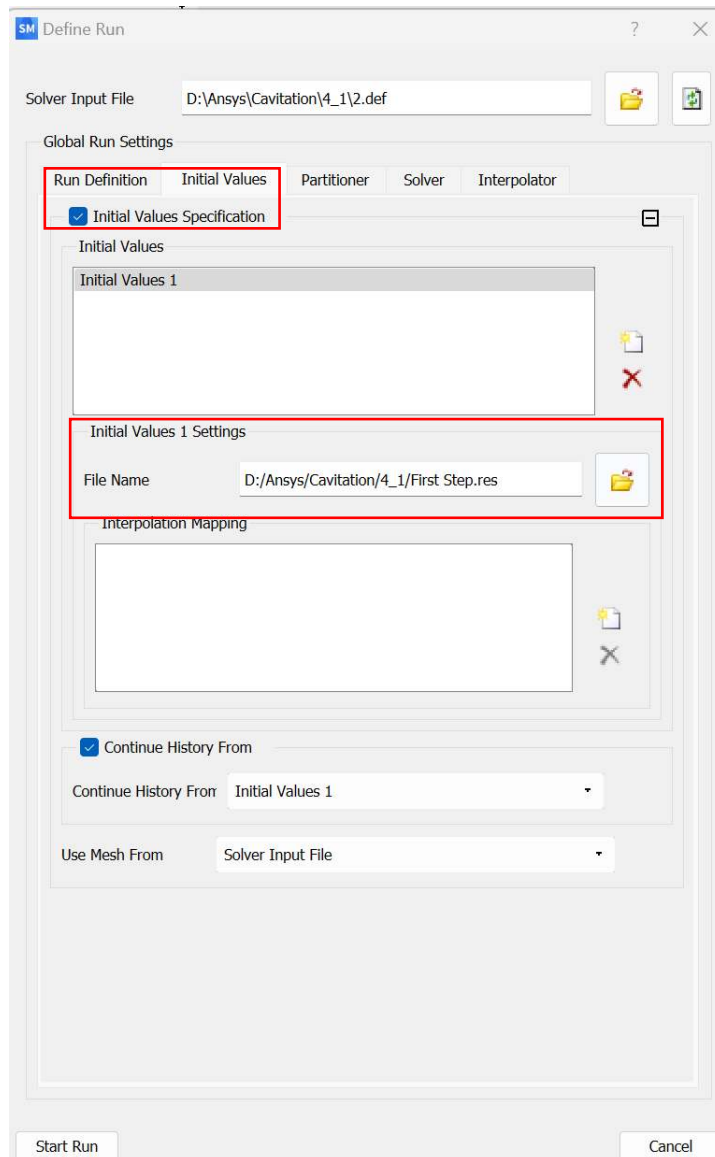 SM Define Run ?
Solver Input File D:\Ansys\Cavitation\4_1\2.def
Global Run Settings
Run Definition Initial Values Partitioner Solver Interpolator
Initial Values Specification
Initial Values
Initial Values 1
Initial Values 1 Settings
File Name D:/Ansys/Cavitation/4_1/First Step.res
Interpolation Mapping
Continue History From
Continue History From Initial Values 1
Use Mesh From Solver Input File
Start Run Cancel